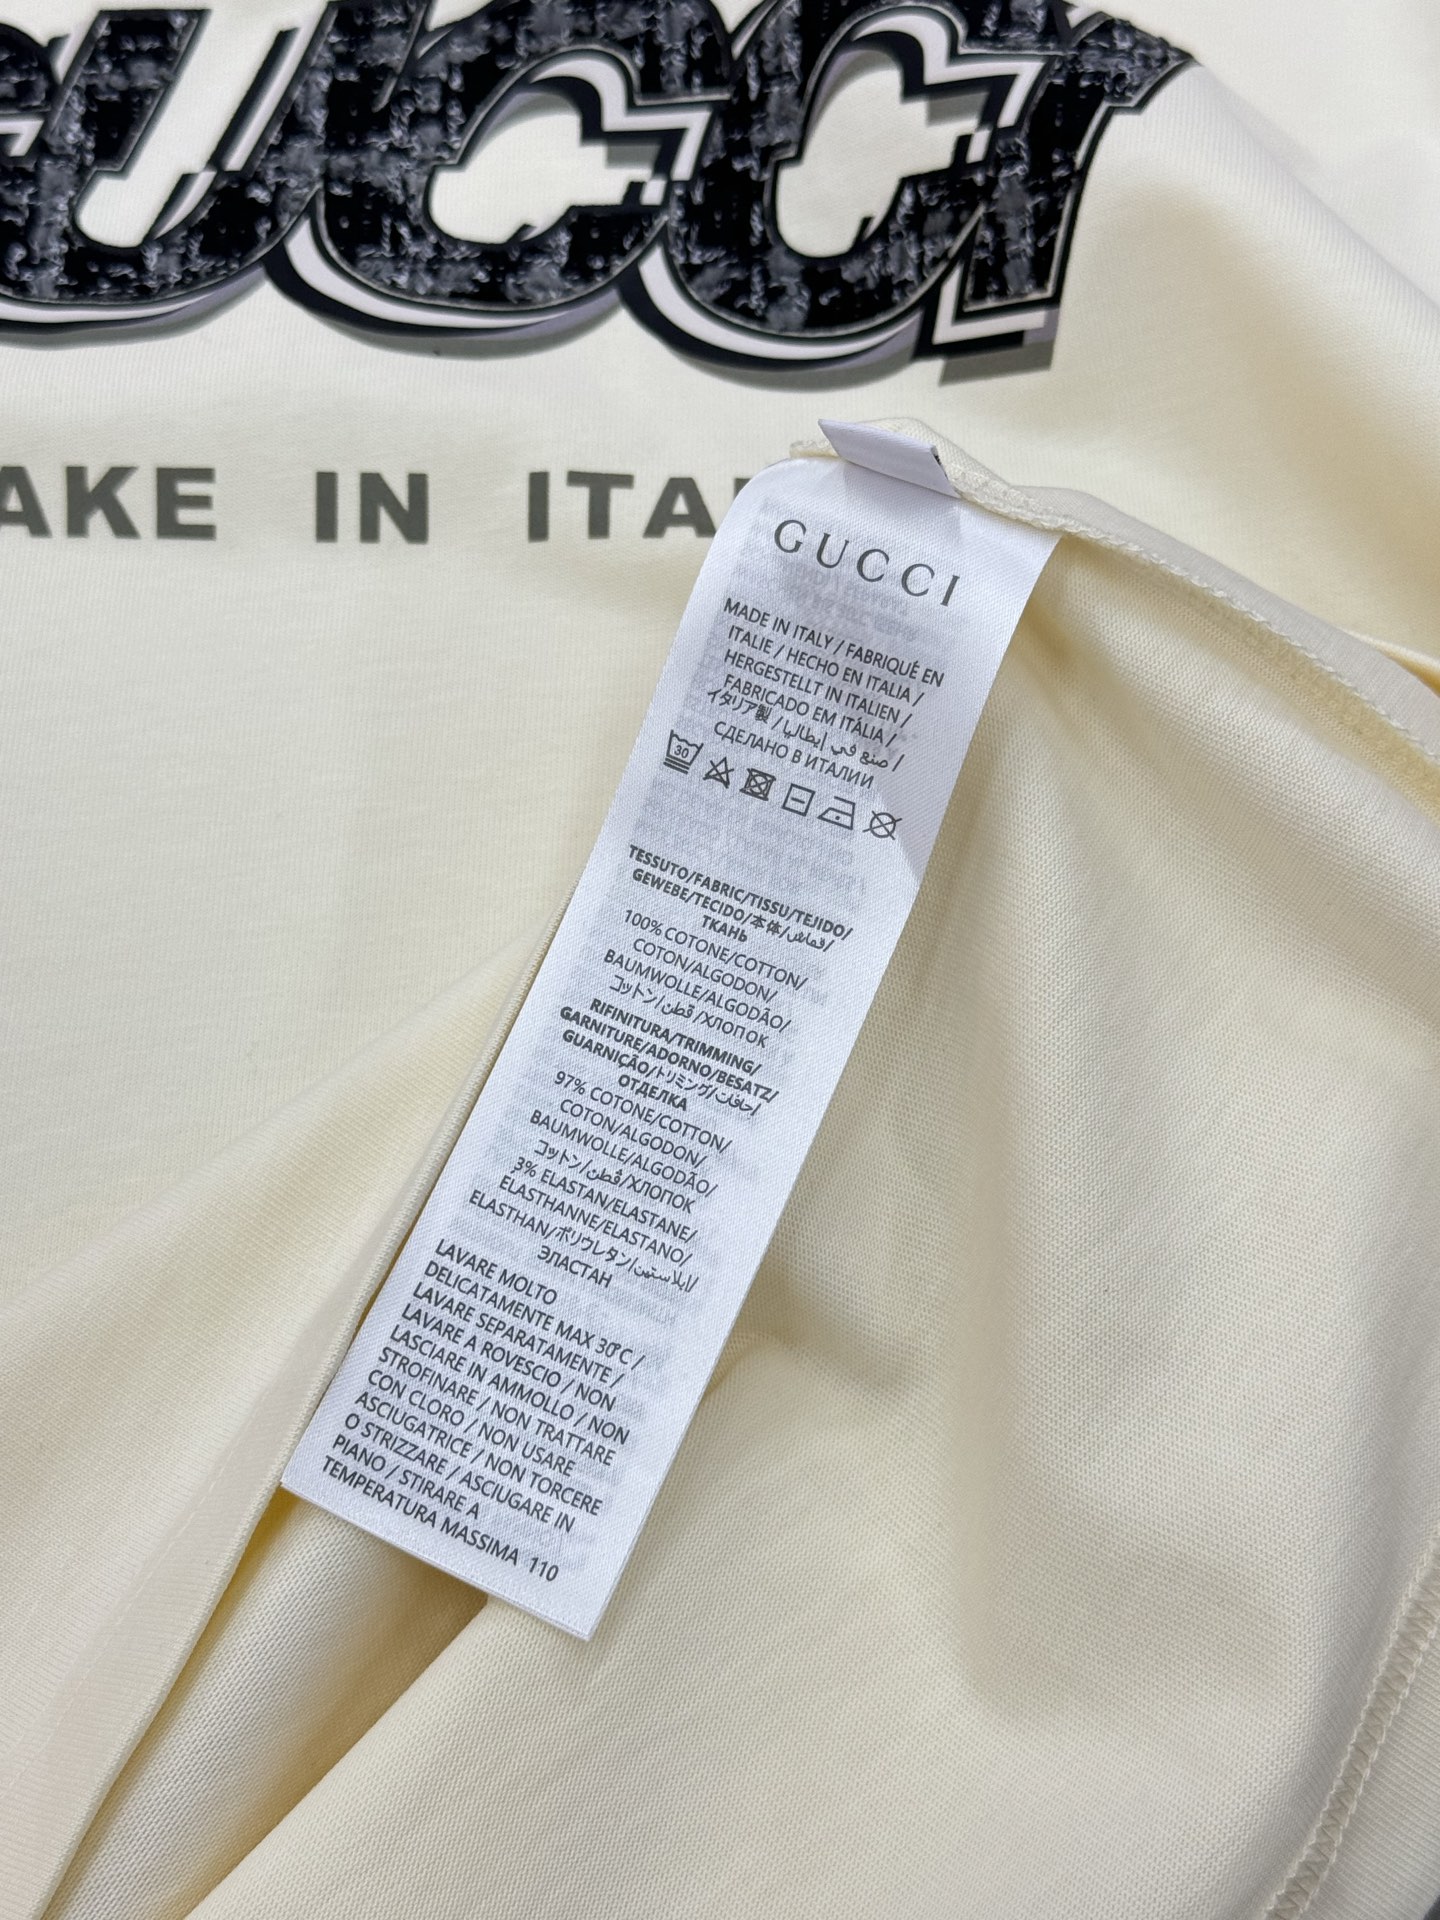 Gucci
AKE IN ITA
GUCCI
MADE IN ITALY / FABRIQUÉ EN
ITALIE / HECHO EN ITALIA /
HERGESTELLT IN ITALIEN /
FABRICADO EM ITÁLIA /
イタリア製 / صنع في إيطاليا /
СДЕЛАНО В ИТАЛИИ
30
TESSUTO/FABRIC/TISSU/TEJIDO/
GEWEBE/TECIDO/本体/قماش/
ТКАНЬ
100% COTONE/COTTON/
COTON/ALGODON/
BAUMWOLLE/ALGODÃO/
コットン/قطن/ХЛОПОК
RIFINITURA/TRIMMING/
GARNITURE/ADORNO/BESATZ/
GUARNIÇÃO/トリミング/حافات/
ОТДЕЛКА
97% COTONE/COTTON/
COTON/ALGODON/
BAUMWOLLE/ALGODÃO/
コットン/قطن/ХЛОПОК
3% ELASTAN/ELASTANE/
ELASTHANNE/ELASTANO/
ELASTHAN/ポリウレタン/إيلاستين/
ЭЛАСТАН
LAVARE MOLTO
DELICATAMENTE MAX 30°C /
LAVARE SEPARATAMENTE /
LAVARE A ROVESCIO / NON
LASCIARE IN AMMOLLO / NON
STROFINARE / NON TRATTARE
CON CLORO / NON USARE
ASCIUGATRICE / NON TORCERE
O STRIZZARE / ASCIUGARE IN
PIANO / STIRARE A
TEMPERATURA MASSIMA 110